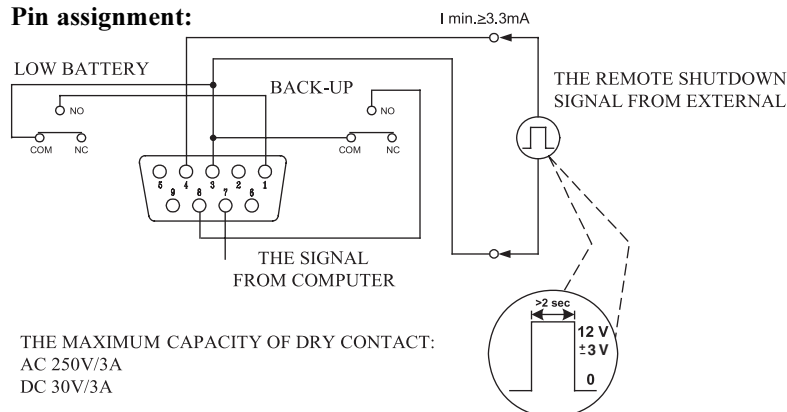 Pin assignment:
I min.≥3.3mA
LOW BATTERY
BACK-UP
THE REMOTE SHUTDOWN
SIGNAL FROM EXTERNAL
NO
NO
COM NC
COM NC
5 4 3 2 1
9 8 7 6
THE SIGNAL
FROM COMPUTER
>2 sec
12 V
±3 V
0
THE MAXIMUM CAPACITY OF DRY CONTACT:
AC 250V/3A
DC 30V/3A